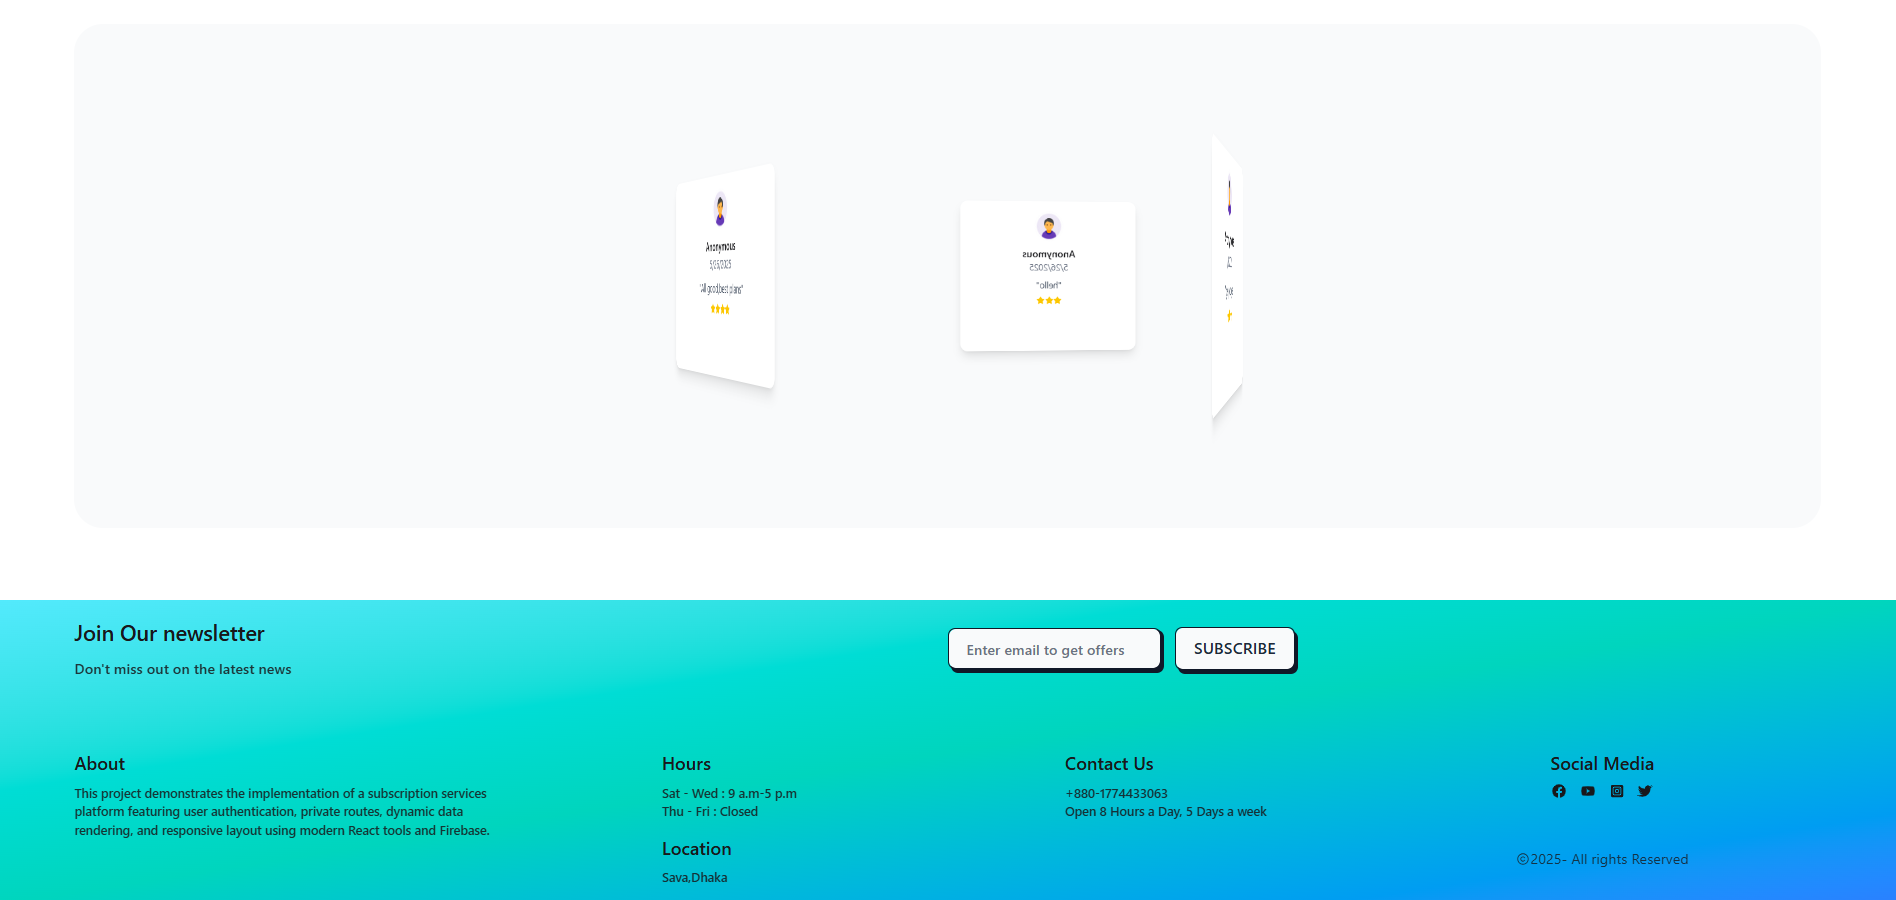 Anonymous
5/26/2025
"All good,best plans"
Anonymous
5/26/2025
"hello"
Join Our newsletter
Don't miss out on the latest news
Enter email to get offers
SUBSCRIBE
About
This project demonstrates the implementation of a subscription services
platform featuring user authentication, private routes, dynamic data
rendering, and responsive layout using modern React tools and Firebase.
Hours
Sat - Wed : 9 a.m-5 p.m
Thu - Fri : Closed
Location
Sava,Dhaka
Contact Us
+880-1774433063
Open 8 Hours a Day, 5 Days a week
Social Media
©2025- All rights Reserved